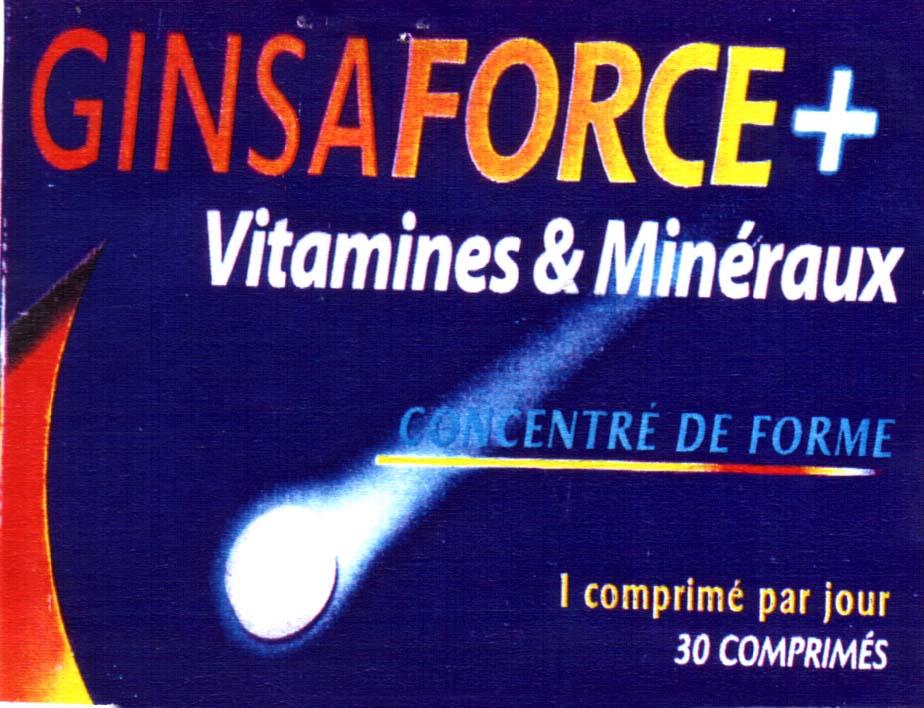 GINSAFORCE+
Vitamines & Minéraux
CONCENTRÉ DE FORME
1 comprimé par jour
30 COMPRIMÉS